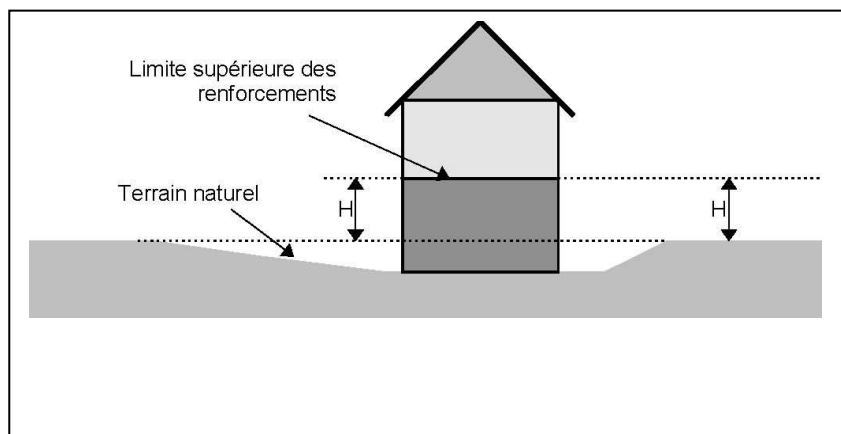 Limite supérieure des
renforcements
Terrain naturel
H
H